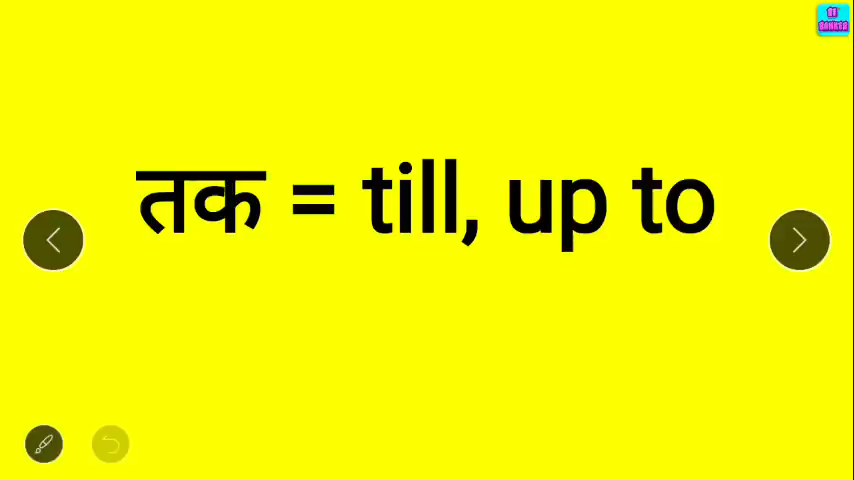 तक = till, up to